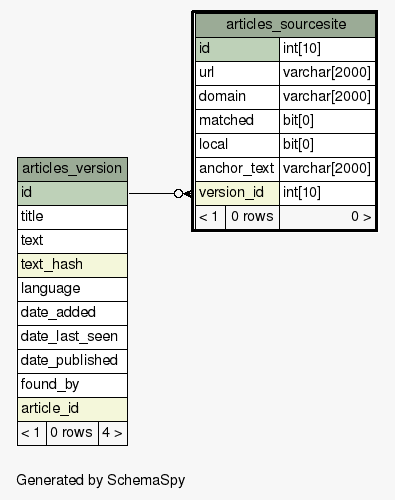 articles_sourcesite
id int[10]
url varchar[2000]
domain varchar[2000]
matched bit[0]
local bit[0]
anchor_text varchar[2000]
version_id int[10]
< 1 0 rows 0 >
articles_version
id
title
text
text_hash
language
date_added
date_last_seen
date_published
found_by
article_id
< 1 0 rows 4 >
Generated by SchemaSpy